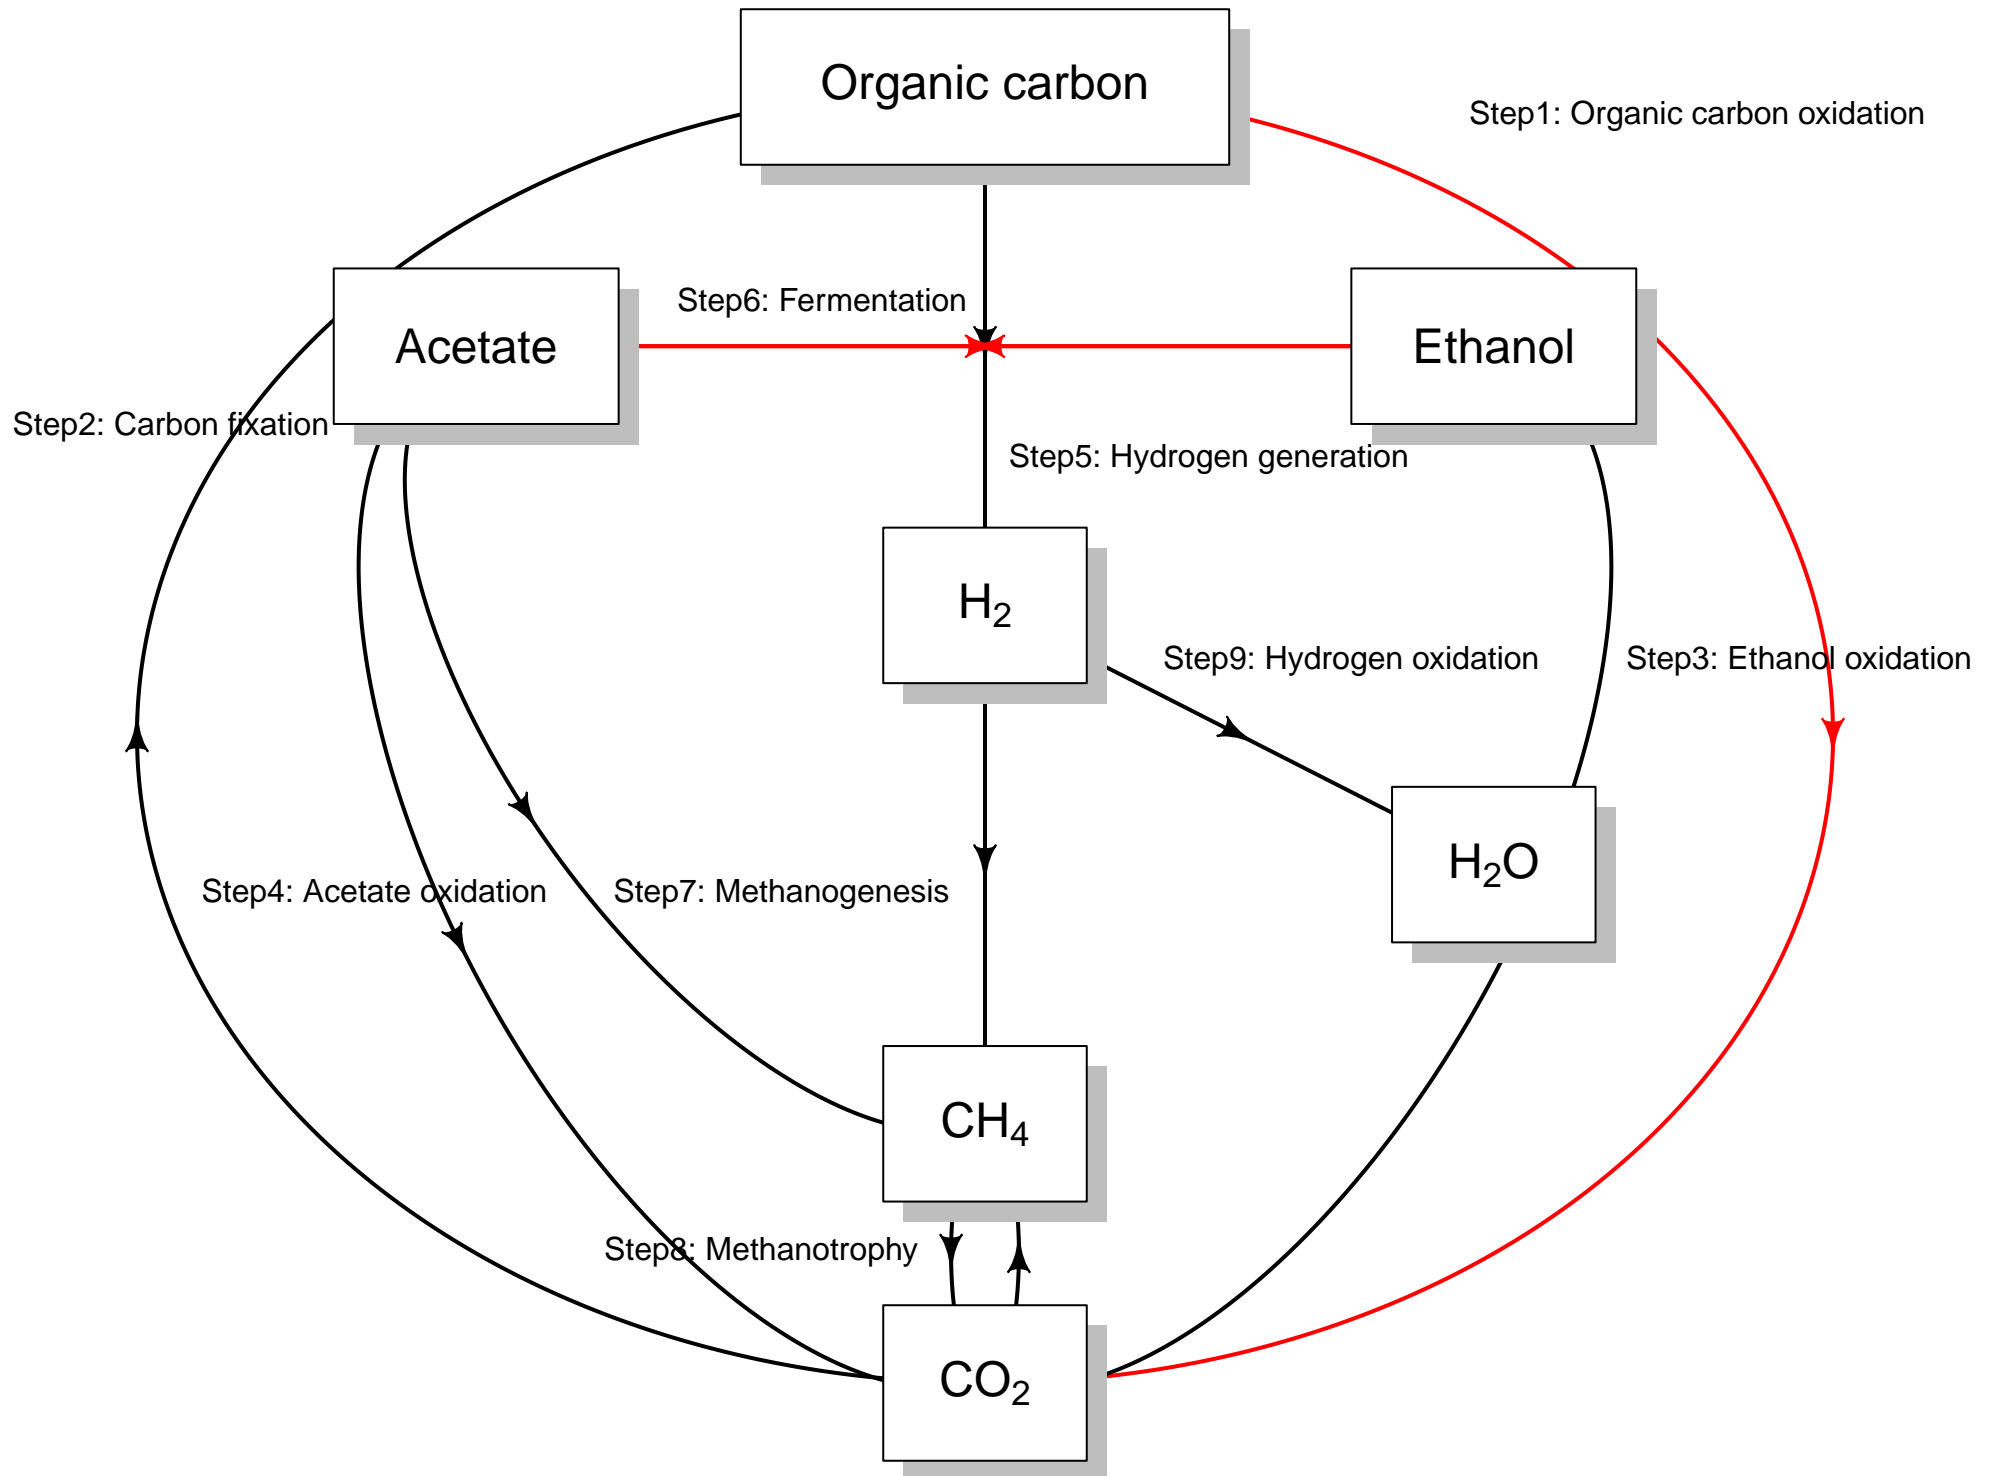 Organic carbon
Step1: Organic carbon oxidation
Step6: Fermentation
Acetate
Ethanol
Step2: Carbon fixation
Step5: Hydrogen generation
H₂
Step9: Hydrogen oxidation
Step3: Ethanol oxidation
H₂O
Step4: Acetate oxidation
Step7: Methanogenesis
CH₄
Step8: Methanotrophy
CO₂